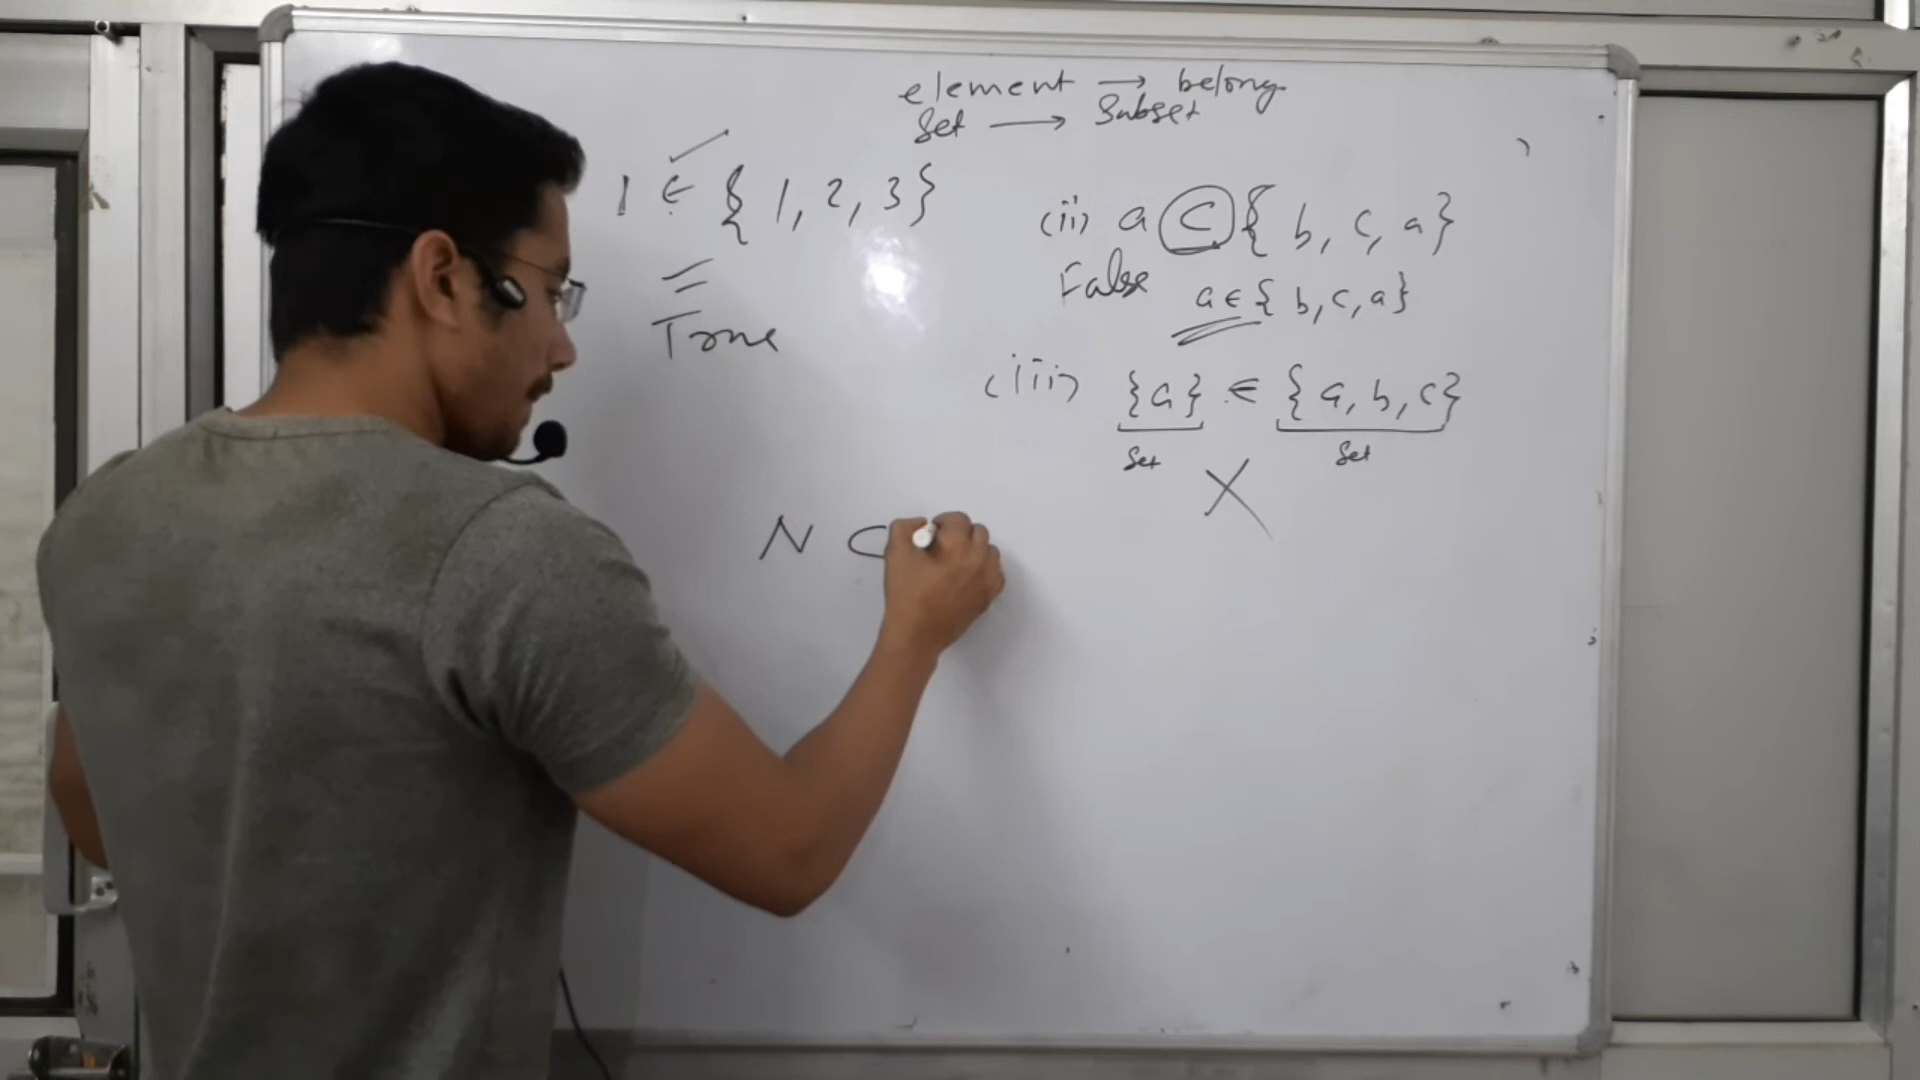 element → belong
Set → Subset
1 ∈ { 1, 2, 3 }
True
(ii) a ⊂ { b, c, a }
False a ∈ { b, c, a }
(iii) {a} ∈ { a, b, c }
Set Set
X
N ⊂